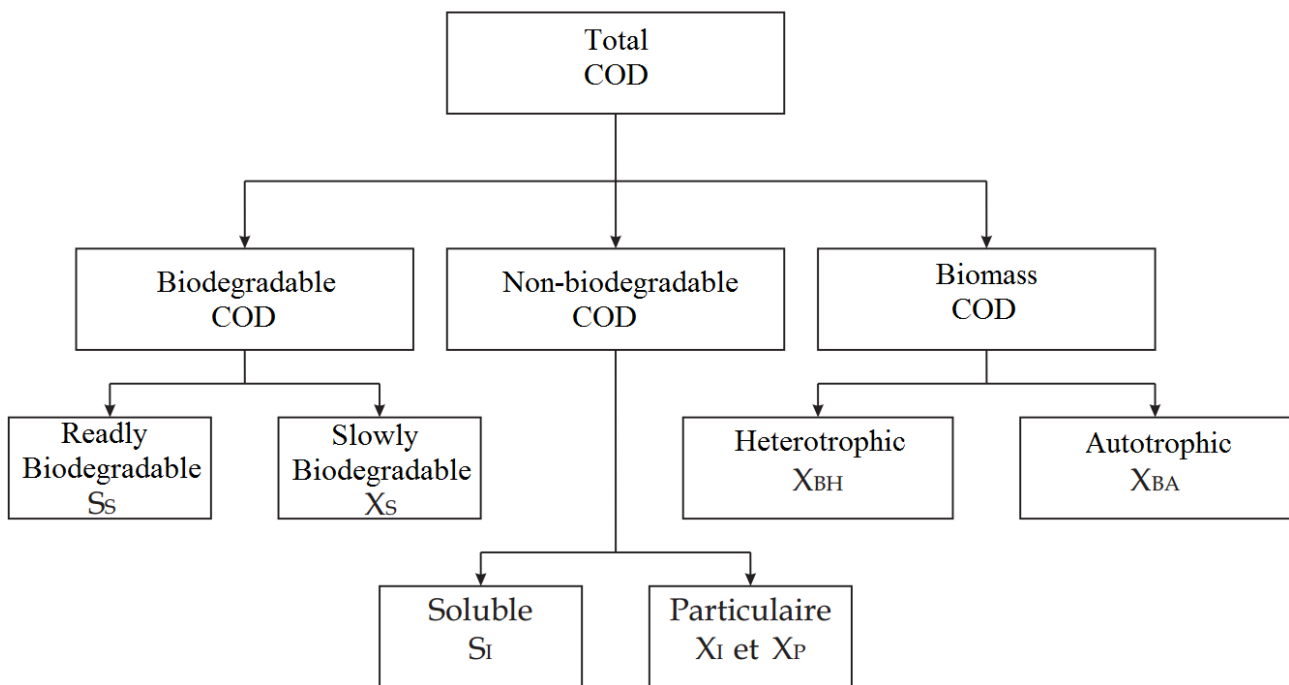 Total
COD
Biodegradable
COD
Non-biodegradable
COD
Biomass
COD
Readly
Biodegradable
SS
Slowly
Biodegradable
XS
Heterotrophic
XBH
Autotrophic
XBA
Soluble
SI
Particulaire
XI et XP